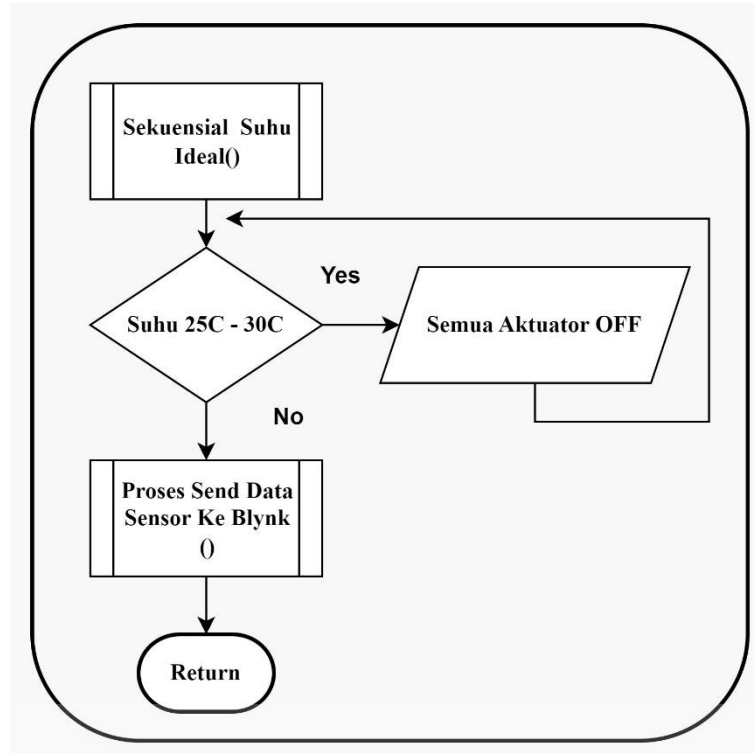 Sekuensial Suhu
Ideal()
Yes
Suhu 25C - 30C
Semua Aktuator OFF
No
Proses Send Data
Sensor Ke Blynk
()
Return